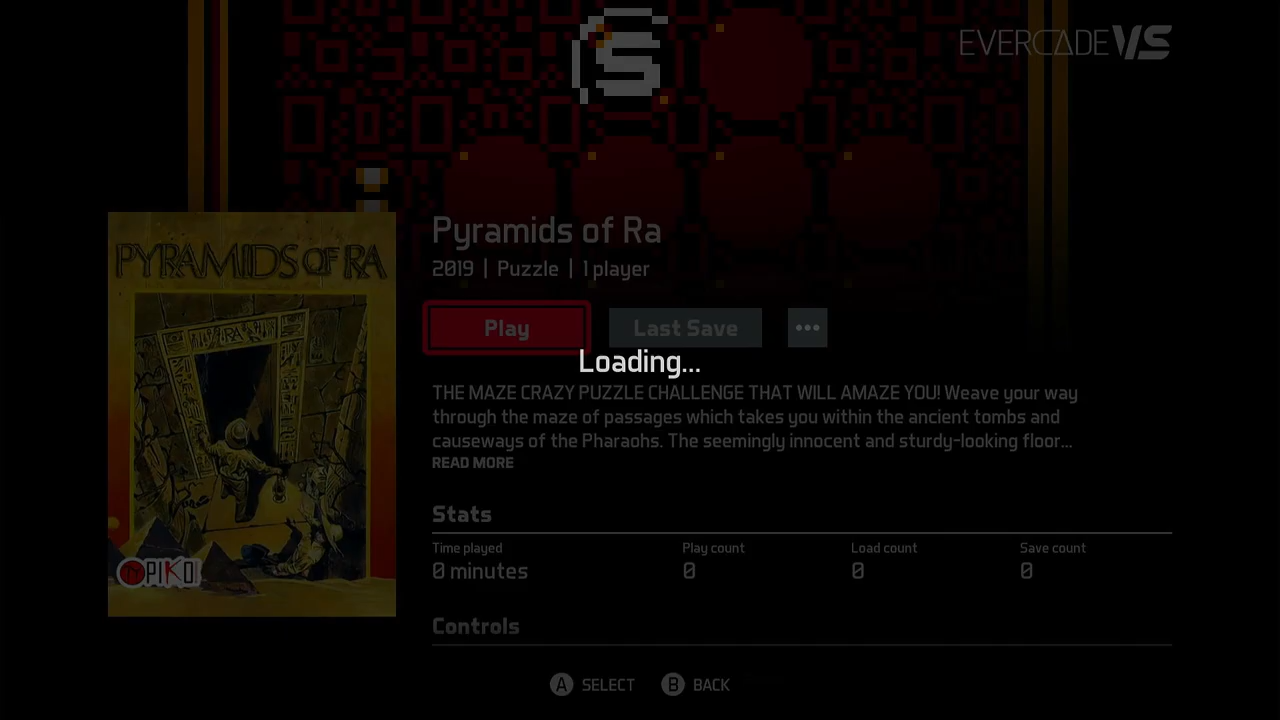 EVERCADE VS
S
PYRAMIDS OF RA
PIKO
Pyramids of Ra
2019 | Puzzle | 1 player
Play
Last Save
•••
Loading...
THE MAZE CRAZY PUZZLE CHALLENGE THAT WILL AMAZE YOU! Weave your way
through the maze of passages which takes you within the ancient tombs and
causeways of the Pharaohs. The seemingly innocent and sturdy-looking floor...
READ MORE
Stats
Time played
0 minutes
Play count
0
Load count
0
Save count
0
Controls
A SELECT B BACK